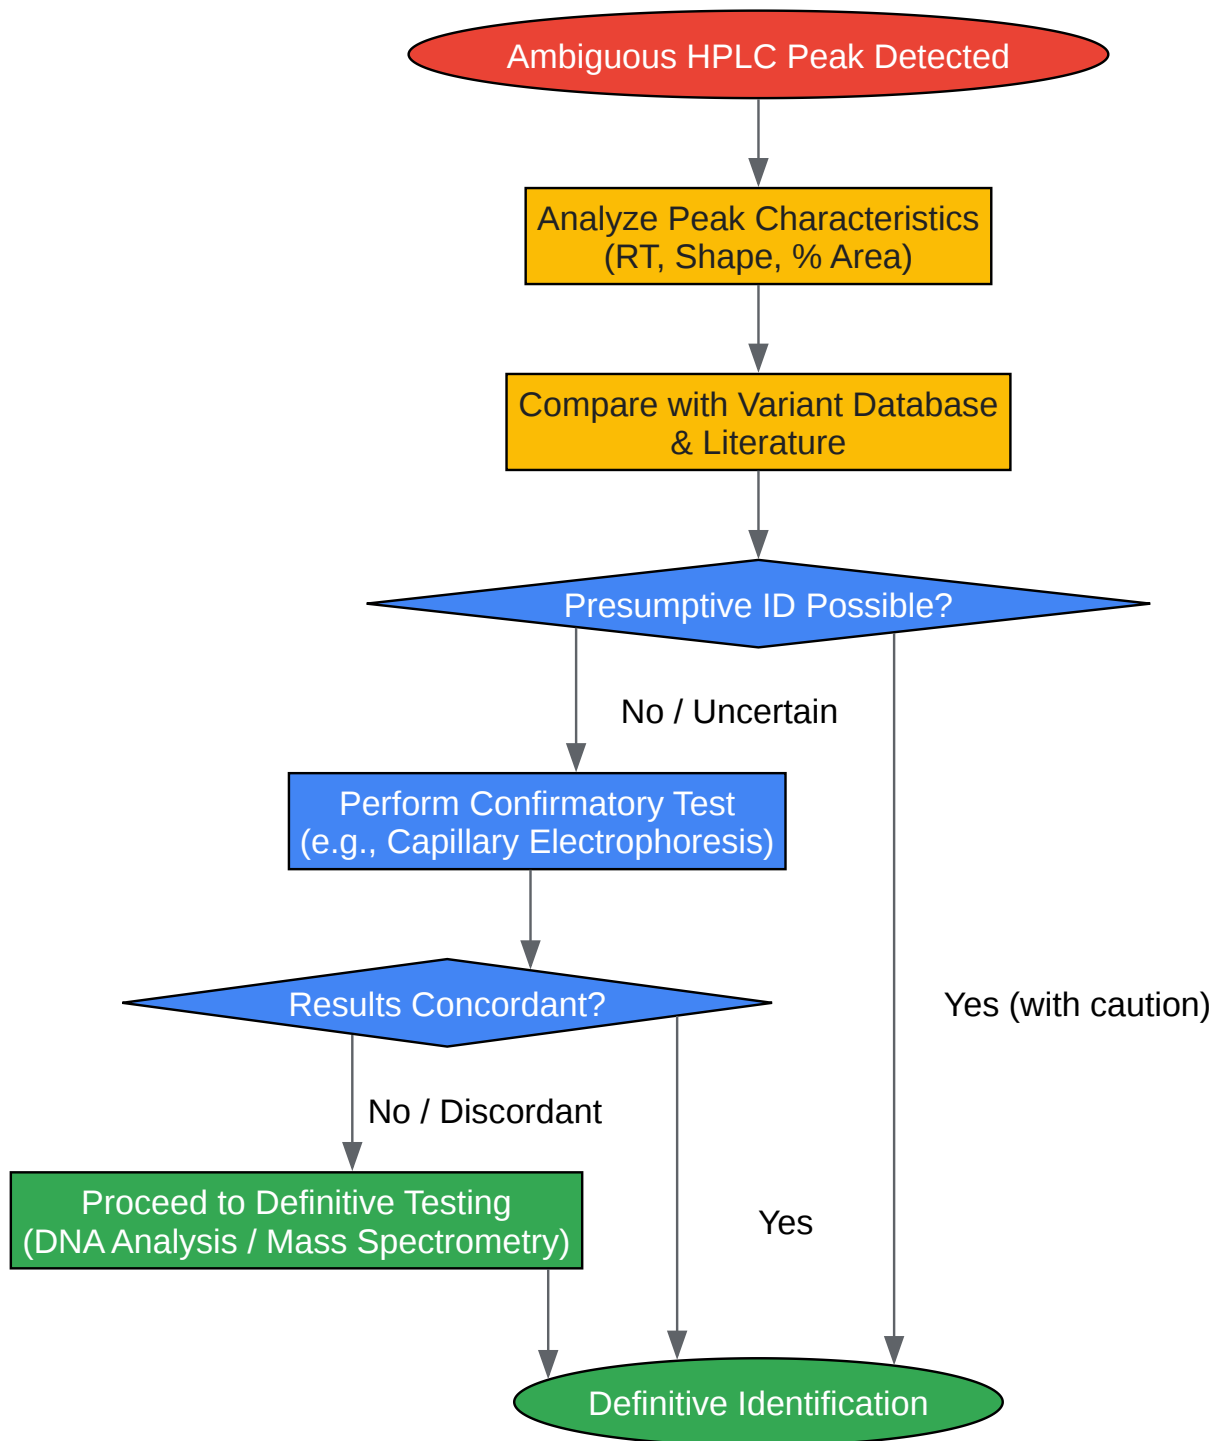 Ambiguous HPLC Peak Detected
Analyze Peak Characteristics
(RT, Shape, % Area)
Compare with Variant Database
& Literature
Presumptive ID Possible?
No / Uncertain
Perform Confirmatory Test
(e.g., Capillary Electrophoresis)
Results Concordant?
Yes (with caution)
No / Discordant
Proceed to Definitive Testing
(DNA Analysis / Mass Spectrometry)
Yes
Definitive Identification